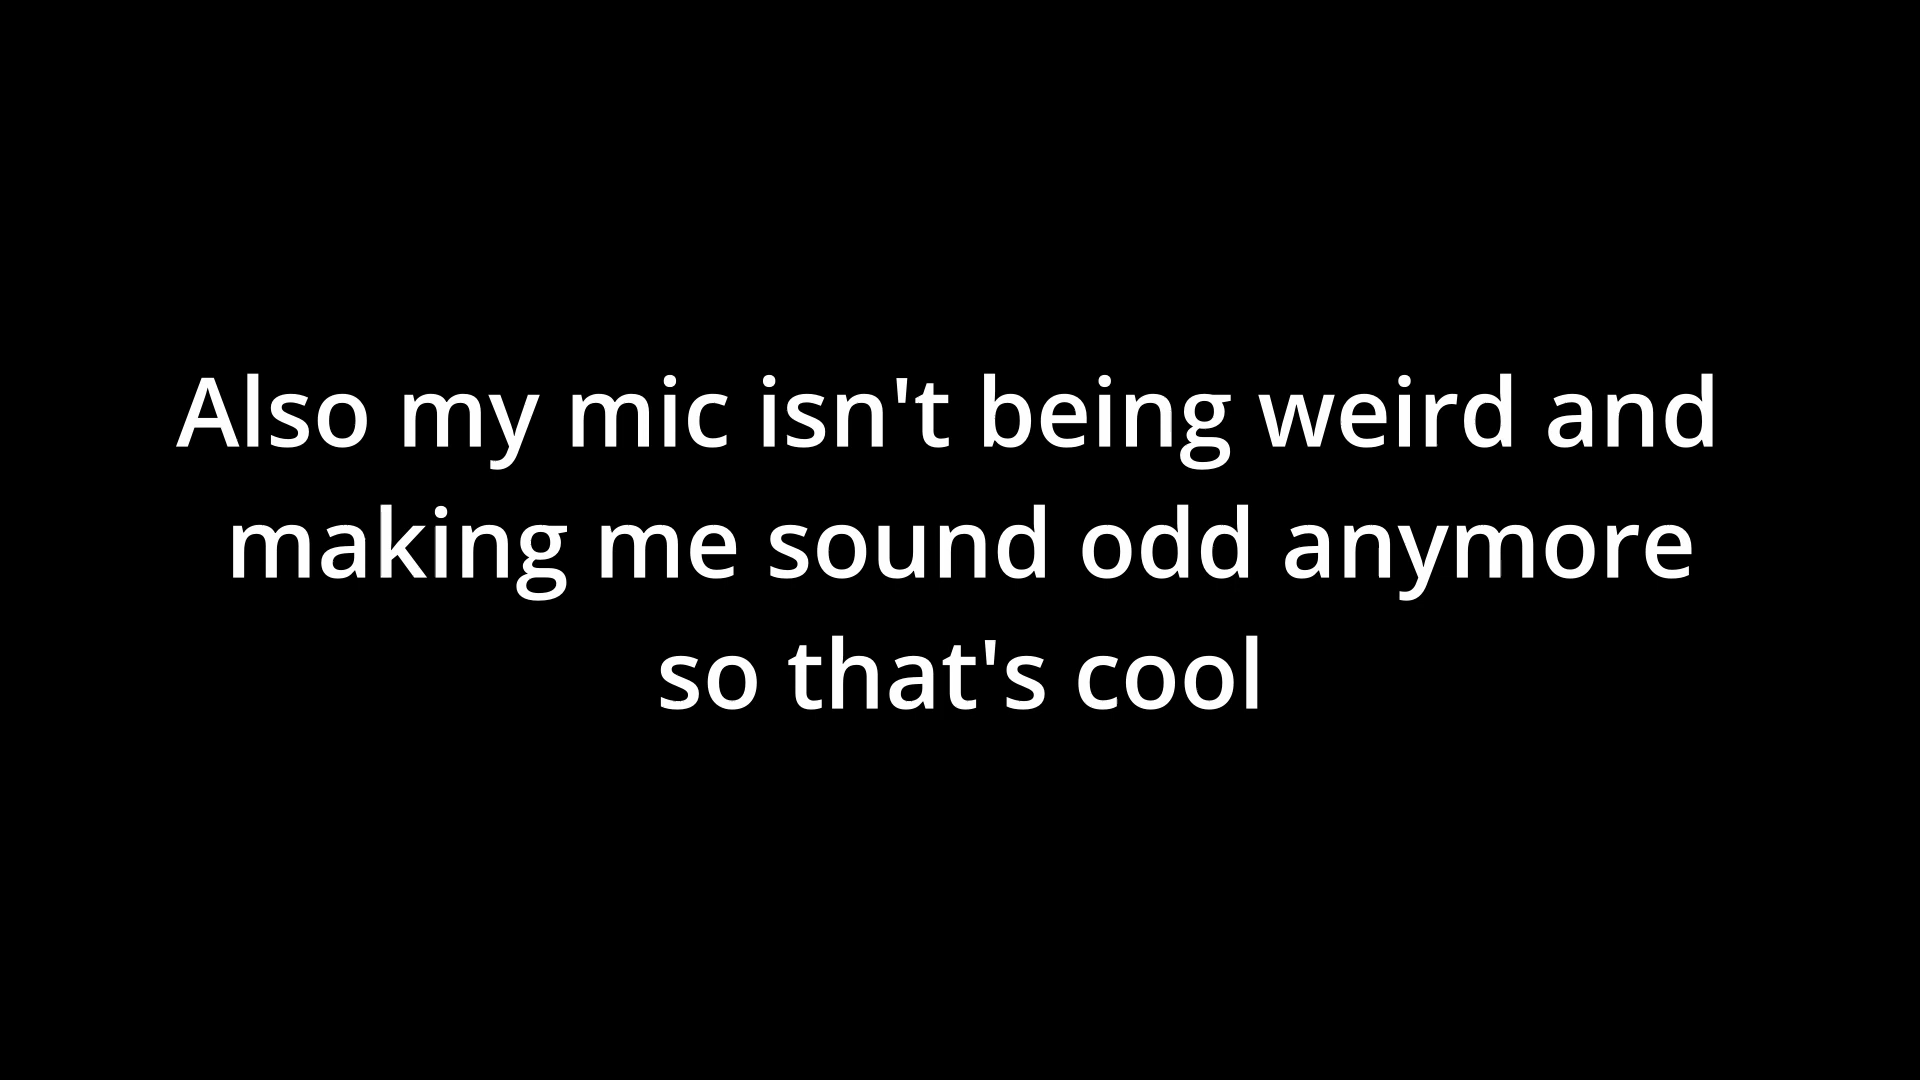 Also my mic isn't being weird and
making me sound odd anymore
so that's cool